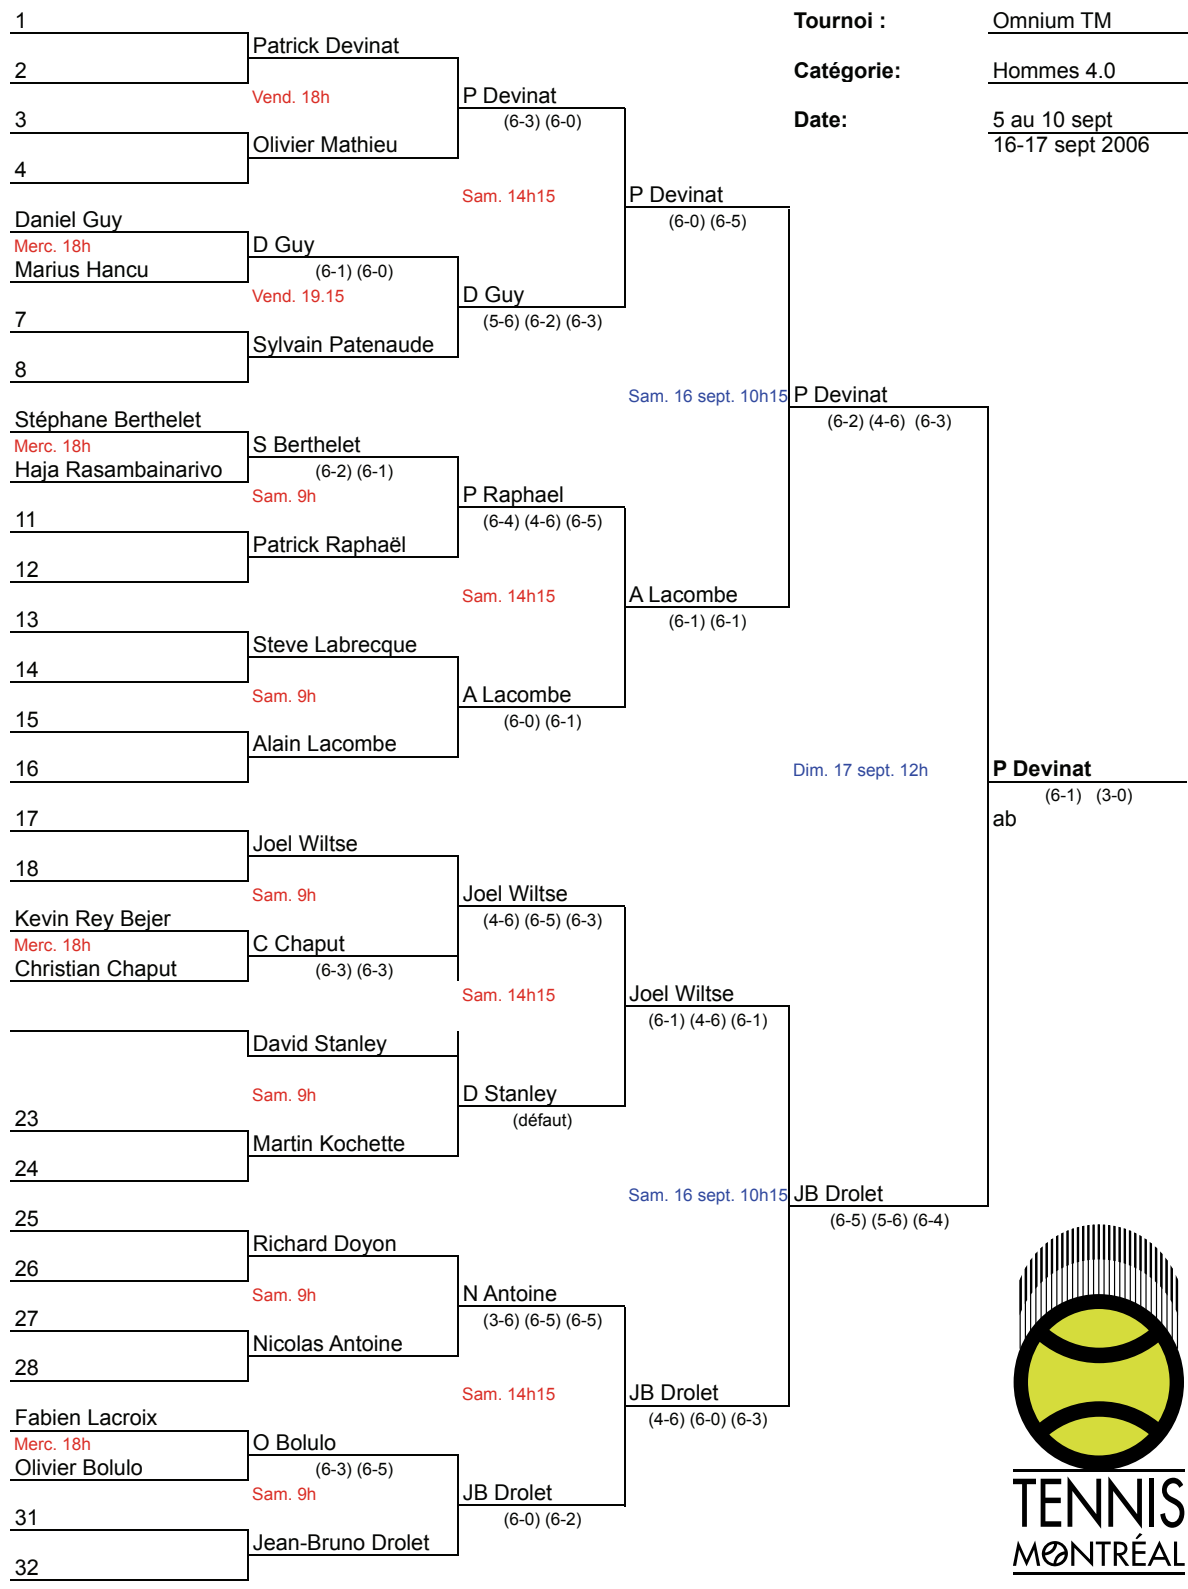 Tournoi : Omnium TM
Catégorie: Hommes 4.0
Date: 5 au 10 sept
16-17 sept 2006
1
Patrick Devinat
2
Vend. 18h
P Devinat
(6-3) (6-0)
3
Olivier Mathieu
4
Sam. 14h15
P Devinat
(6-0) (6-5)
Daniel Guy
Merc. 18h
D Guy
Marius Hancu
(6-1) (6-0)
Vend. 19.15
D Guy
(5-6) (6-2) (6-3)
7
Sylvain Patenaude
8
Sam. 16 sept. 10h15
P Devinat
(6-2) (4-6) (6-3)
Stéphane Berthelet
Merc. 18h
S Berthelet
Haja Rasambainarivo
(6-2) (6-1)
Sam. 9h
P Raphael
(6-4) (4-6) (6-5)
11
Patrick Raphaël
12
Sam. 14h15
A Lacombe
(6-1) (6-1)
13
Steve Labrecque
14
Sam. 9h
A Lacombe
(6-0) (6-1)
15
Alain Lacombe
16
Dim. 17 sept. 12h
P Devinat
(6-1) (3-0)
ab
17
Joel Wiltse
18
Sam. 9h
Joel Wiltse
(4-6) (6-5) (6-3)
Kevin Rey Bejer
Merc. 18h
C Chaput
Christian Chaput
(6-3) (6-3)
Sam. 14h15
Joel Wiltse
(6-1) (4-6) (6-1)
David Stanley
Sam. 9h
D Stanley
(défaut)
23
Martin Kochette
24
Sam. 16 sept. 10h15
JB Drolet
(6-5) (5-6) (6-4)
25
Richard Doyon
26
Sam. 9h
N Antoine
(3-6) (6-5) (6-5)
27
Nicolas Antoine
28
Sam. 14h15
JB Drolet
(4-6) (6-0) (6-3)
Fabien Lacroix
Merc. 18h
O Bolulo
Olivier Bolulo
(6-3) (6-5)
Sam. 9h
JB Drolet
(6-0) (6-2)
31
Jean-Bruno Drolet
32
TENNIS
MONTRÉAL